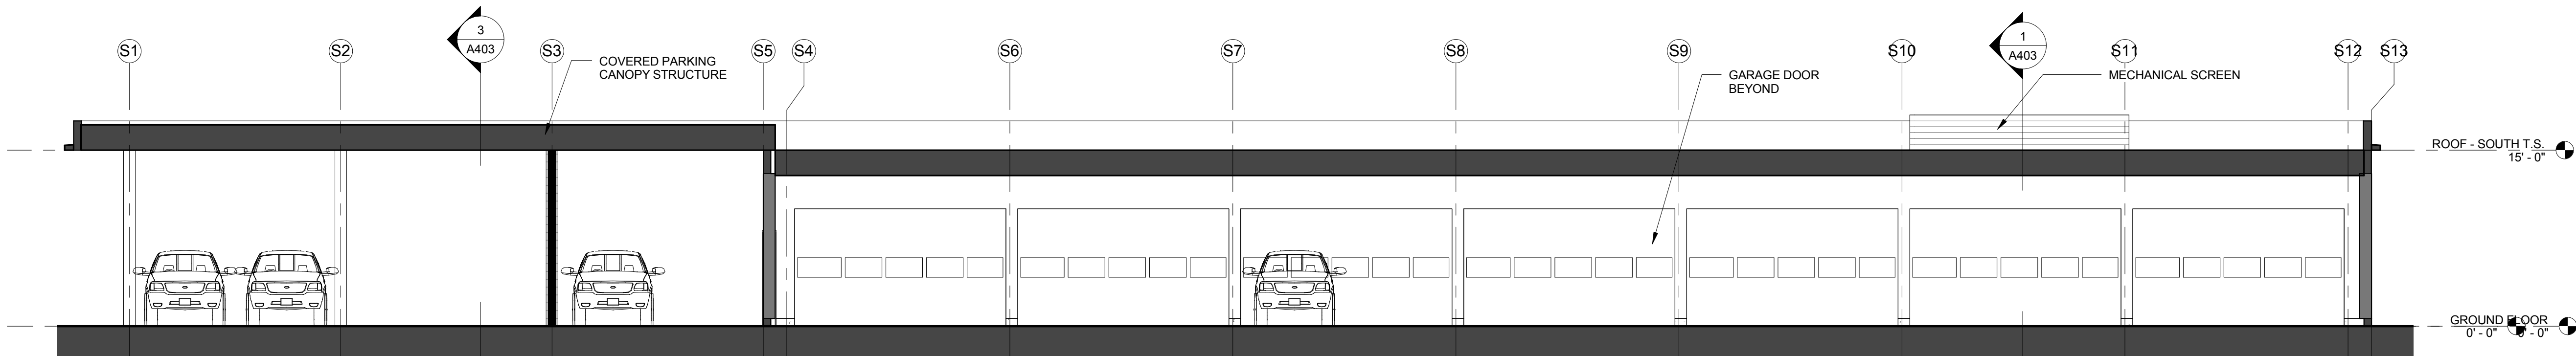 3
A403
1
A403
S1
S2
S3
S5
S4
S6
S7
S8
S9
S10
S11
S12
S13
COVERED PARKING
CANOPY STRUCTURE
GARAGE DOOR
BEYOND
MECHANICAL SCREEN
ROOF - SOUTH T.S.
15' - 0"
GROUND FLOOR
0' - 0"